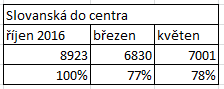 Slovanská do centra
říjen 2016 březen květen
8923 6830 7001
100% 77% 78%